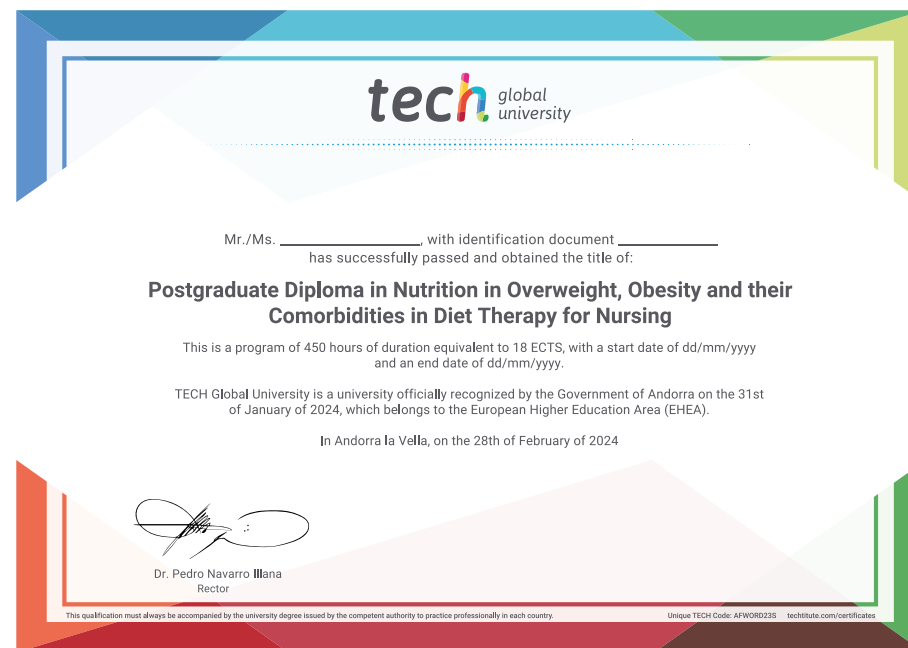 tech global university
Mr./Ms. ________________, with identification document ____________
has successfully passed and obtained the title of:
Postgraduate Diploma in Nutrition in Overweight, Obesity and their
Comorbidities in Diet Therapy for Nursing
This is a program of 450 hours of duration equivalent to 18 ECTS, with a start date of dd/mm/yyyy
and an end date of dd/mm/yyyy.
TECH Global University is a university officially recognized by the Government of Andorra on the 31st
of January of 2024, which belongs to the European Higher Education Area (EHEA).
In Andorra la Vella, on the 28th of February of 2024
Dr. Pedro Navarro Illana
Rector
This qualification must always be accompanied by the university degree issued by the competent authority to practice professionally in each country.
Unique TECH Code: AFWORD23S techtitute.com/certificates